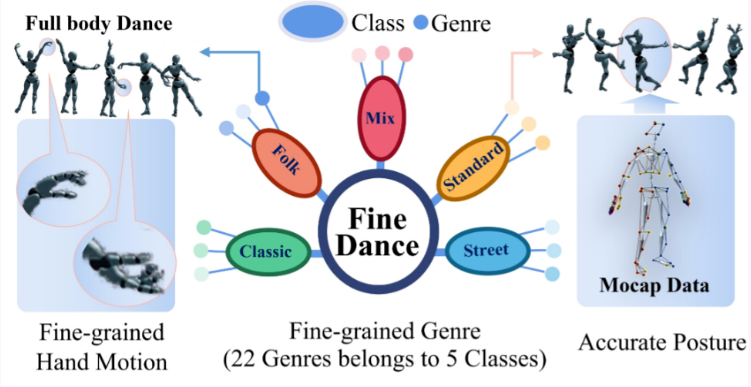 Full body Dance
Class
Genre
Mix
Folk
Standard
Fine
Dance
Classic
Street
Mocap Data
Fine-grained
Hand Motion
Fine-grained Genre
(22 Genres belongs to 5 Classes)
Accurate Posture